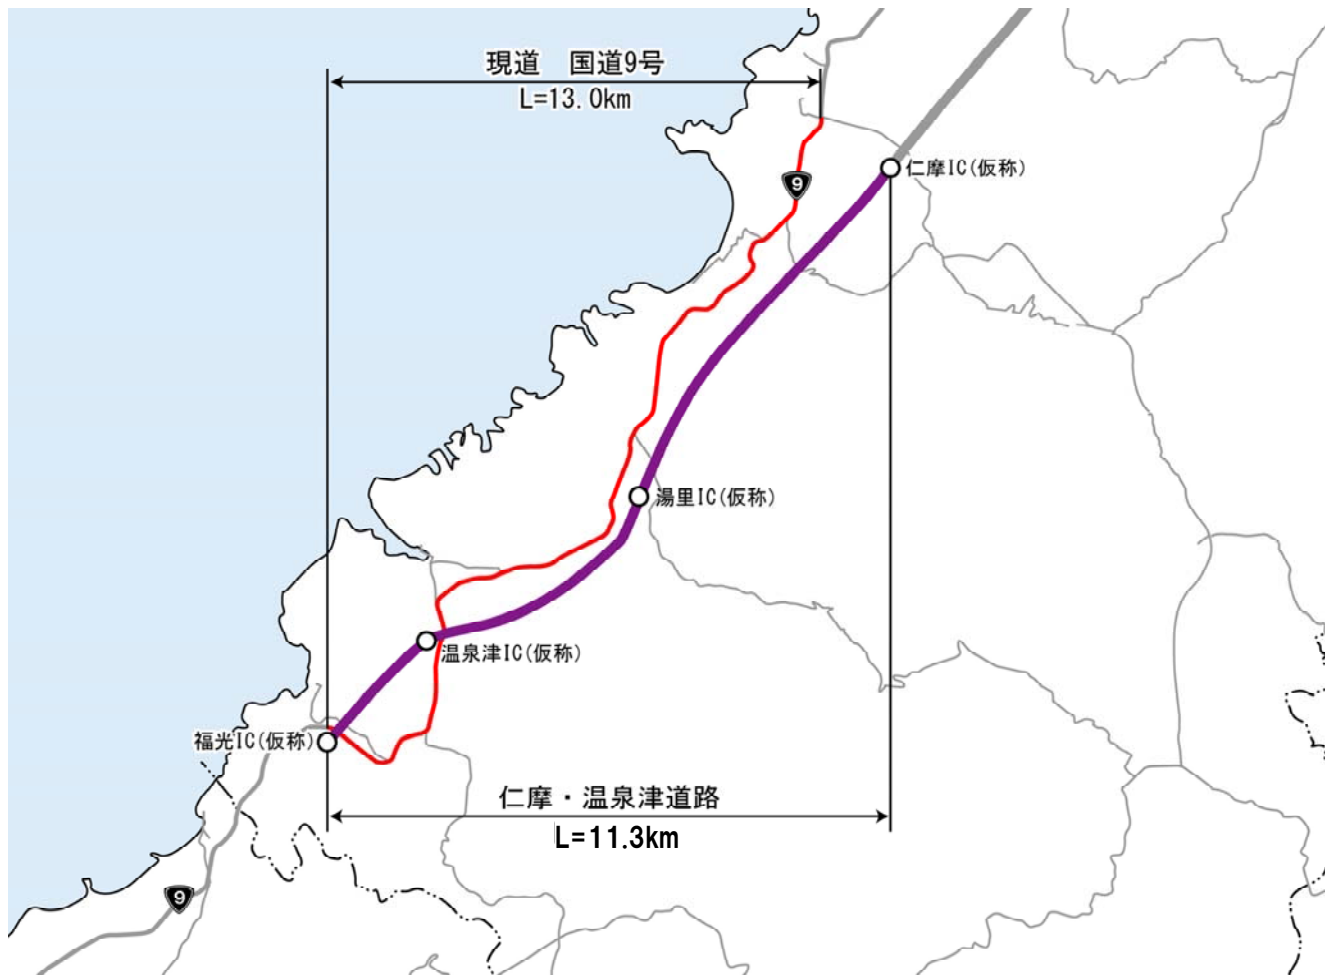 現道　国道9号
L=13.0km
9
仁摩IC(仮称)
湯里IC(仮称)
温泉津IC(仮称)
福光IC(仮称)
仁摩・温泉津道路
L=11.3km
9